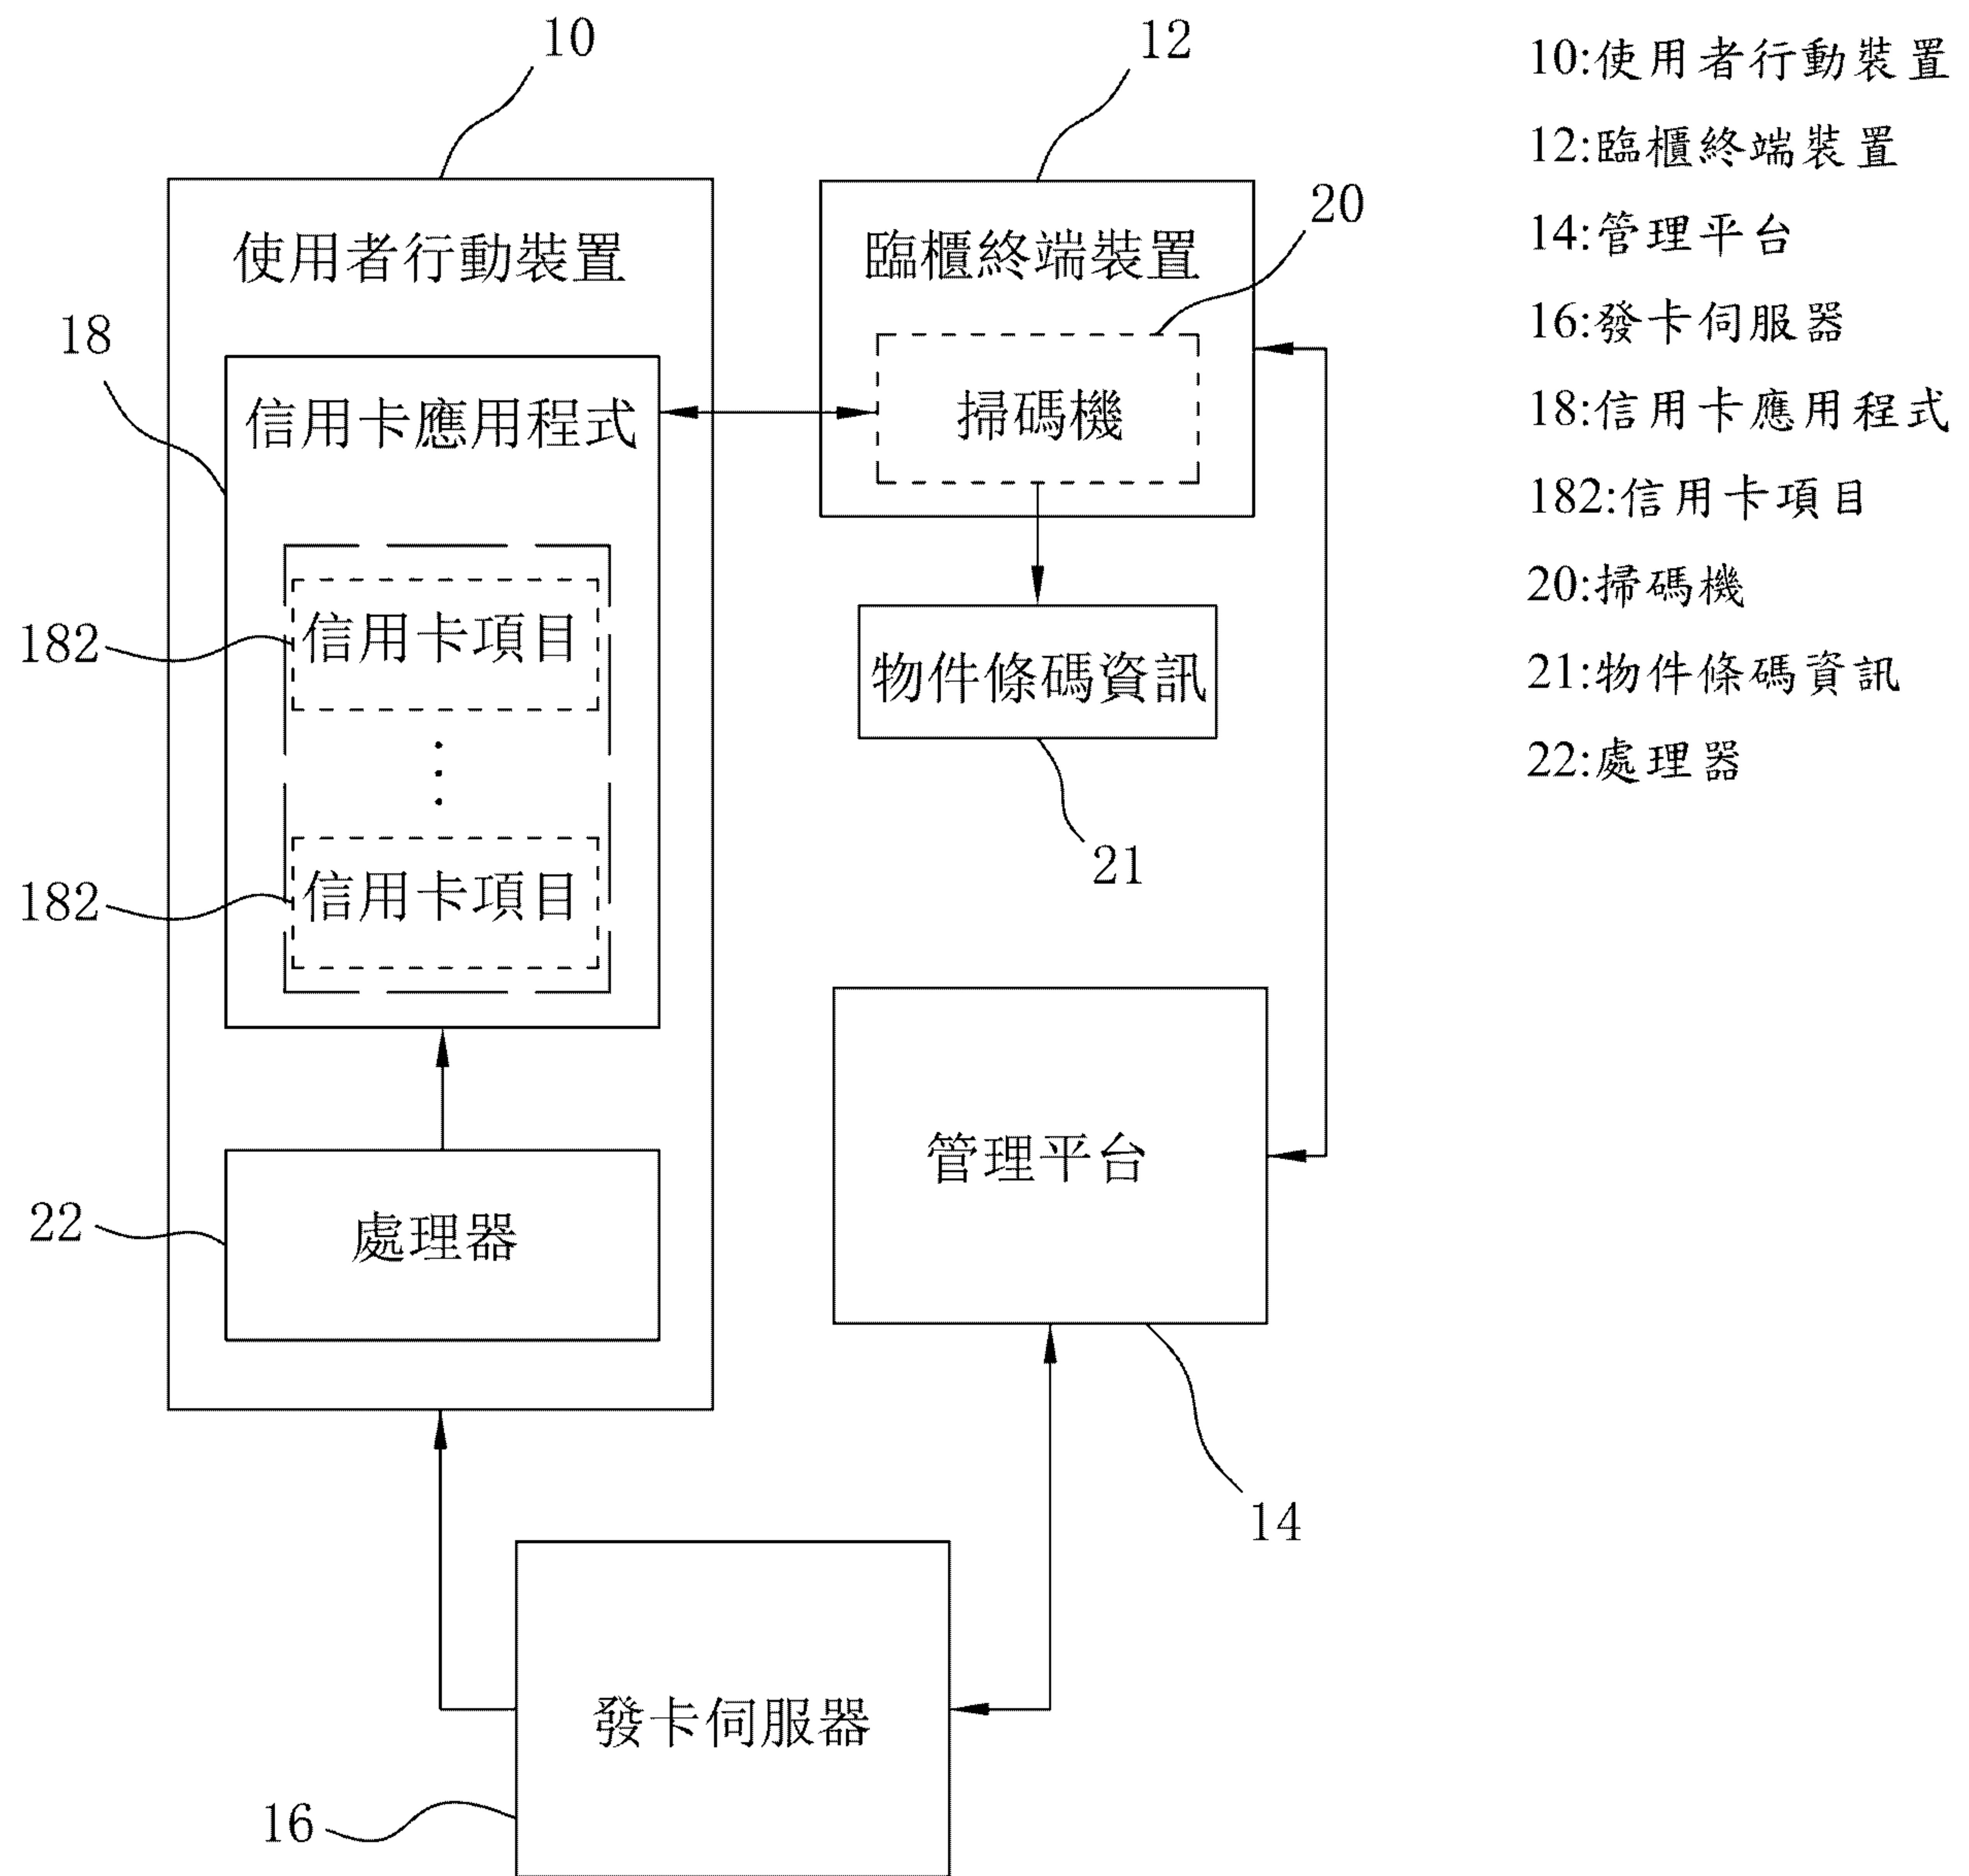 10
12
20
使用者行動裝置
臨櫃終端裝置
18
信用卡應用程式
掃碼機
182
信用卡項目
物件條碼資訊
21
182
信用卡項目
管理平台
22
處理器
14
發卡伺服器
16
10:使用者行動裝置
12:臨櫃終端裝置
14:管理平台
16:發卡伺服器
18:信用卡應用程式
182:信用卡項目
20:掃碼機
21:物件條碼資訊
22:處理器